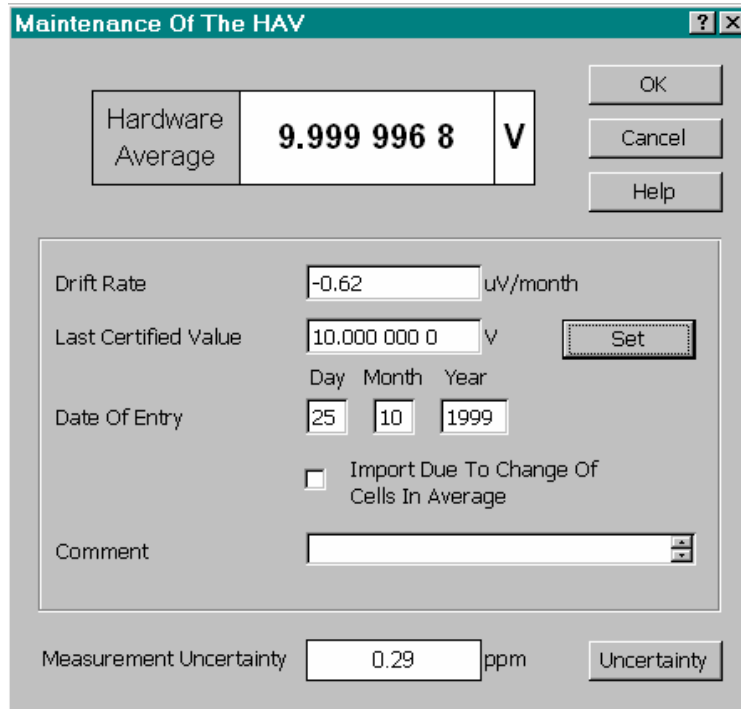 Maintenance Of The HAV
Hardware
Average
9.999 996 8
V
OK
Cancel
Help
Drift Rate
-0.62
uV/month
Last Certified Value
10.000 000 0
V
Set
Day Month Year
Date Of Entry
25 10 1999
Import Due To Change Of
Cells In Average
Comment
Measurement Uncertainty
0.29
ppm
Uncertainty